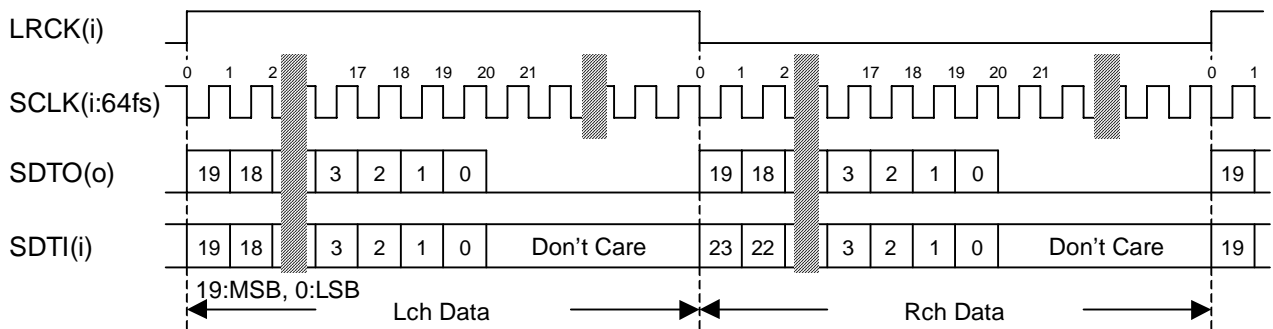 LRCK(i)
0 1 2 17 18 19 20 21 0 1 2 17 18 19 20 21 0 1
SCLK(i:64fs)
SDTO(o) 19 18 3 2 1 0 19 18 3 2 1 0 19
SDTI(i) 19 18 3 2 1 0 Don't Care 23 22 3 2 1 0 Don't Care 19
19:MSB, 0:LSB
Lch Data Rch Data